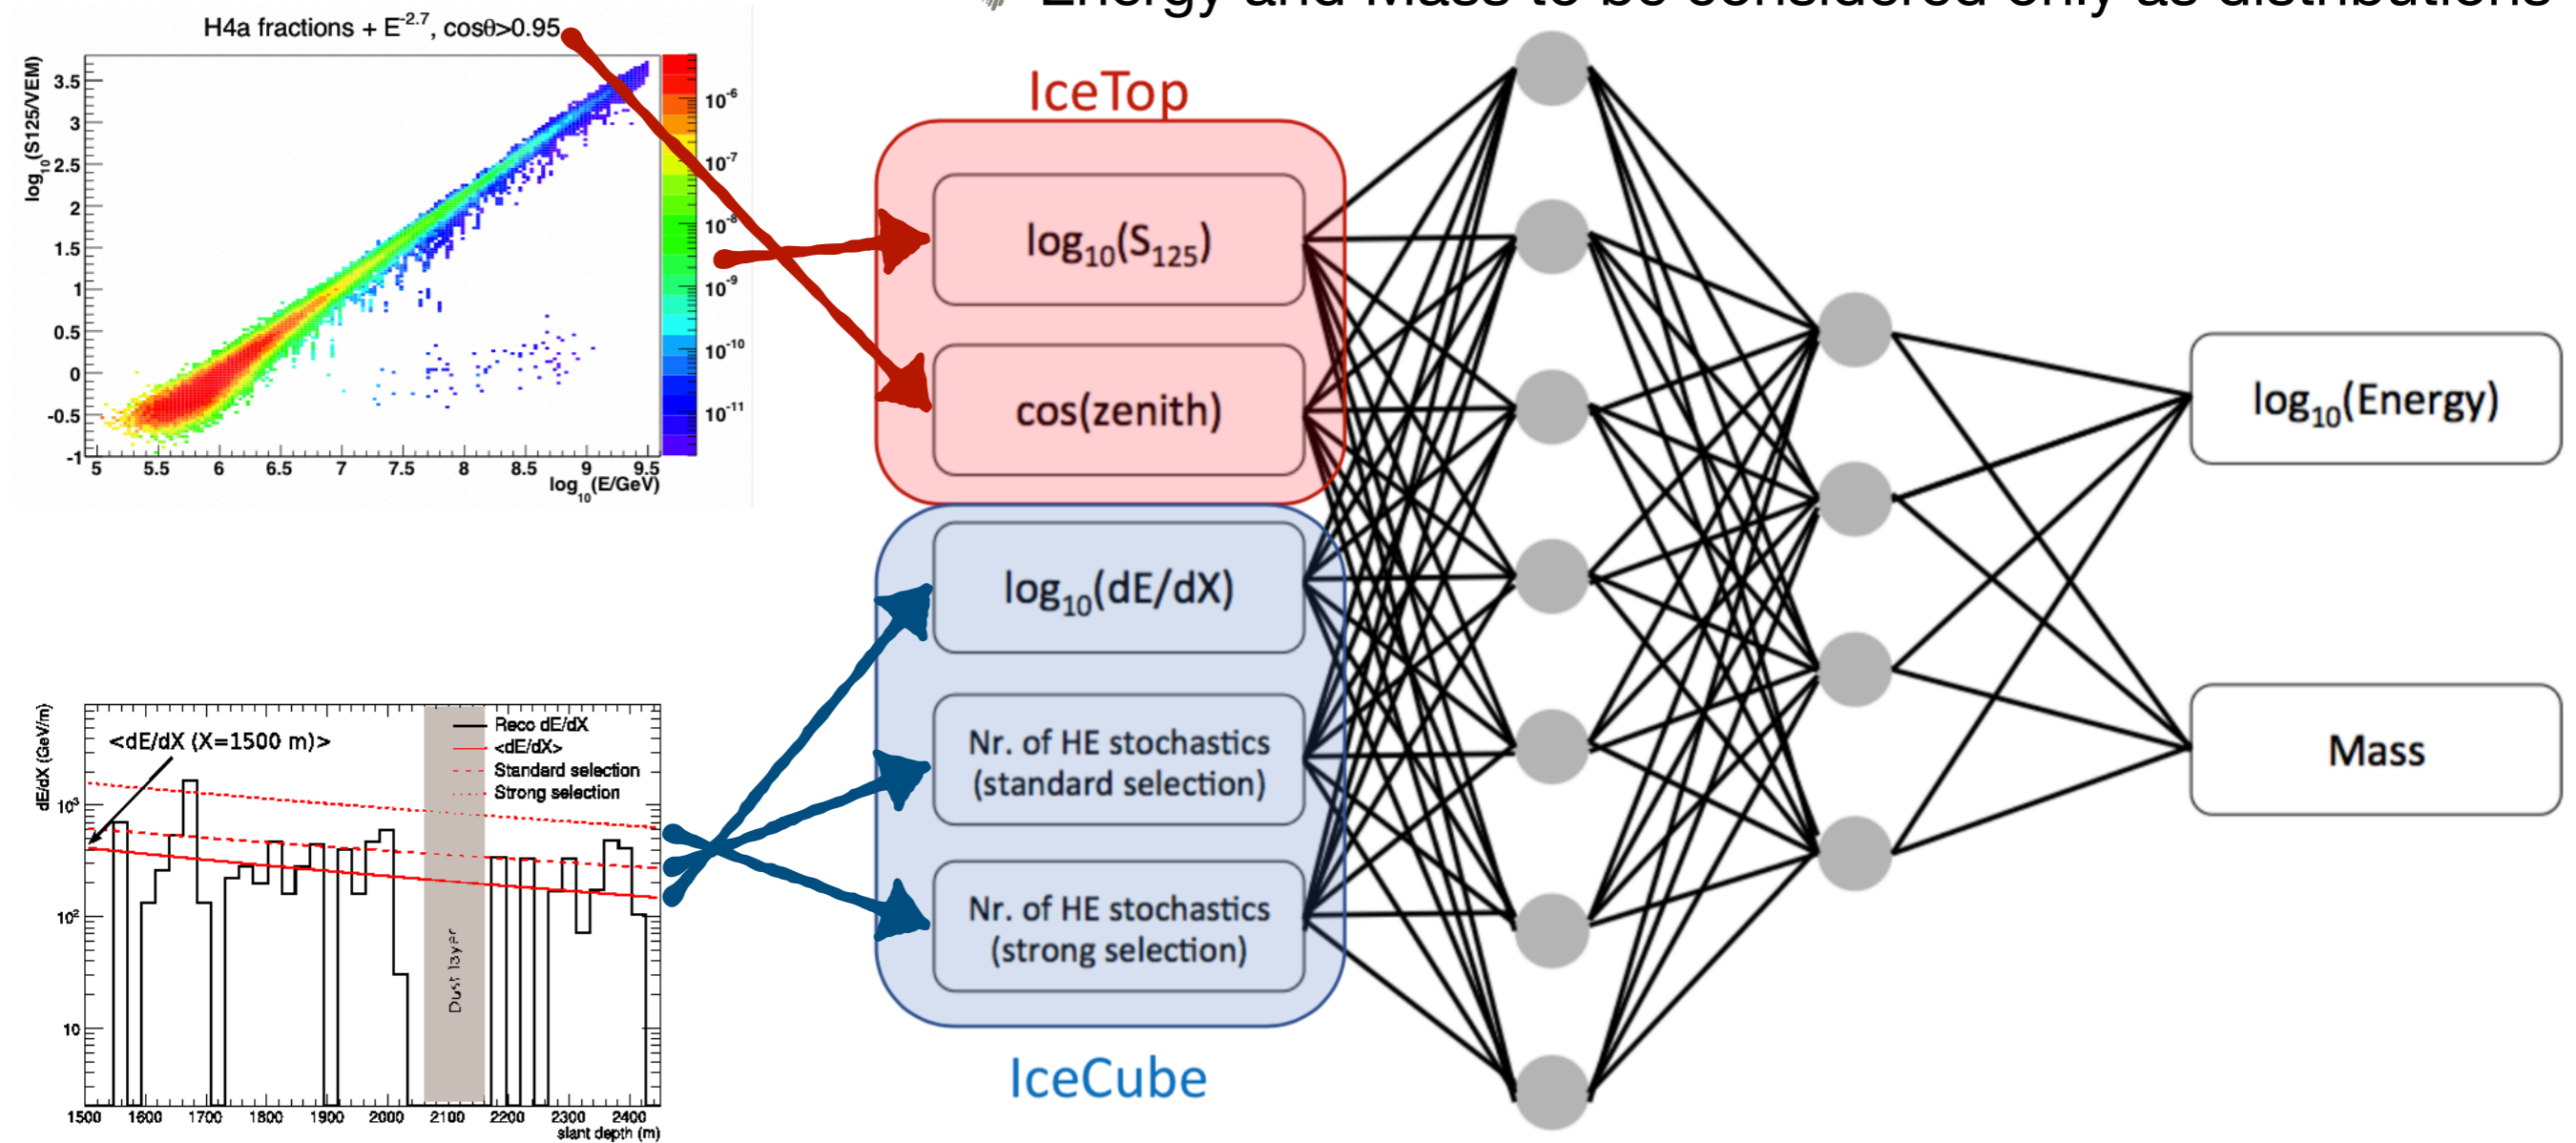 Energy and Mass to be considered only as distributions
H4a fractions + E^-2.7, cosθ>0.95
log10(S125/VEM)
3.5
3
2.5
2
1.5
1
0.5
0
-0.5
-1
5 5.5 6 6.5 7 7.5 8 8.5 9 9.5
log10(E/GeV)
10^-6
10^-7
10^-8
10^-9
10^-10
10^-11
IceTop
log10(S125)
cos(zenith)
log10(dE/dX)
Nr. of HE stochastics
(standard selection)
Nr. of HE stochastics
(strong selection)
IceCube
log10(Energy)
Mass
dE/dX (GeV/m)
<dE/dX (X=1500 m)>
Reco dE/dX
<dE/dX>
Standard selection
Strong selection
10^3
10^2
10
Dust layer
1500 1600 1700 1800 1900 2000 2100 2200 2300 2400
slant depth (m)